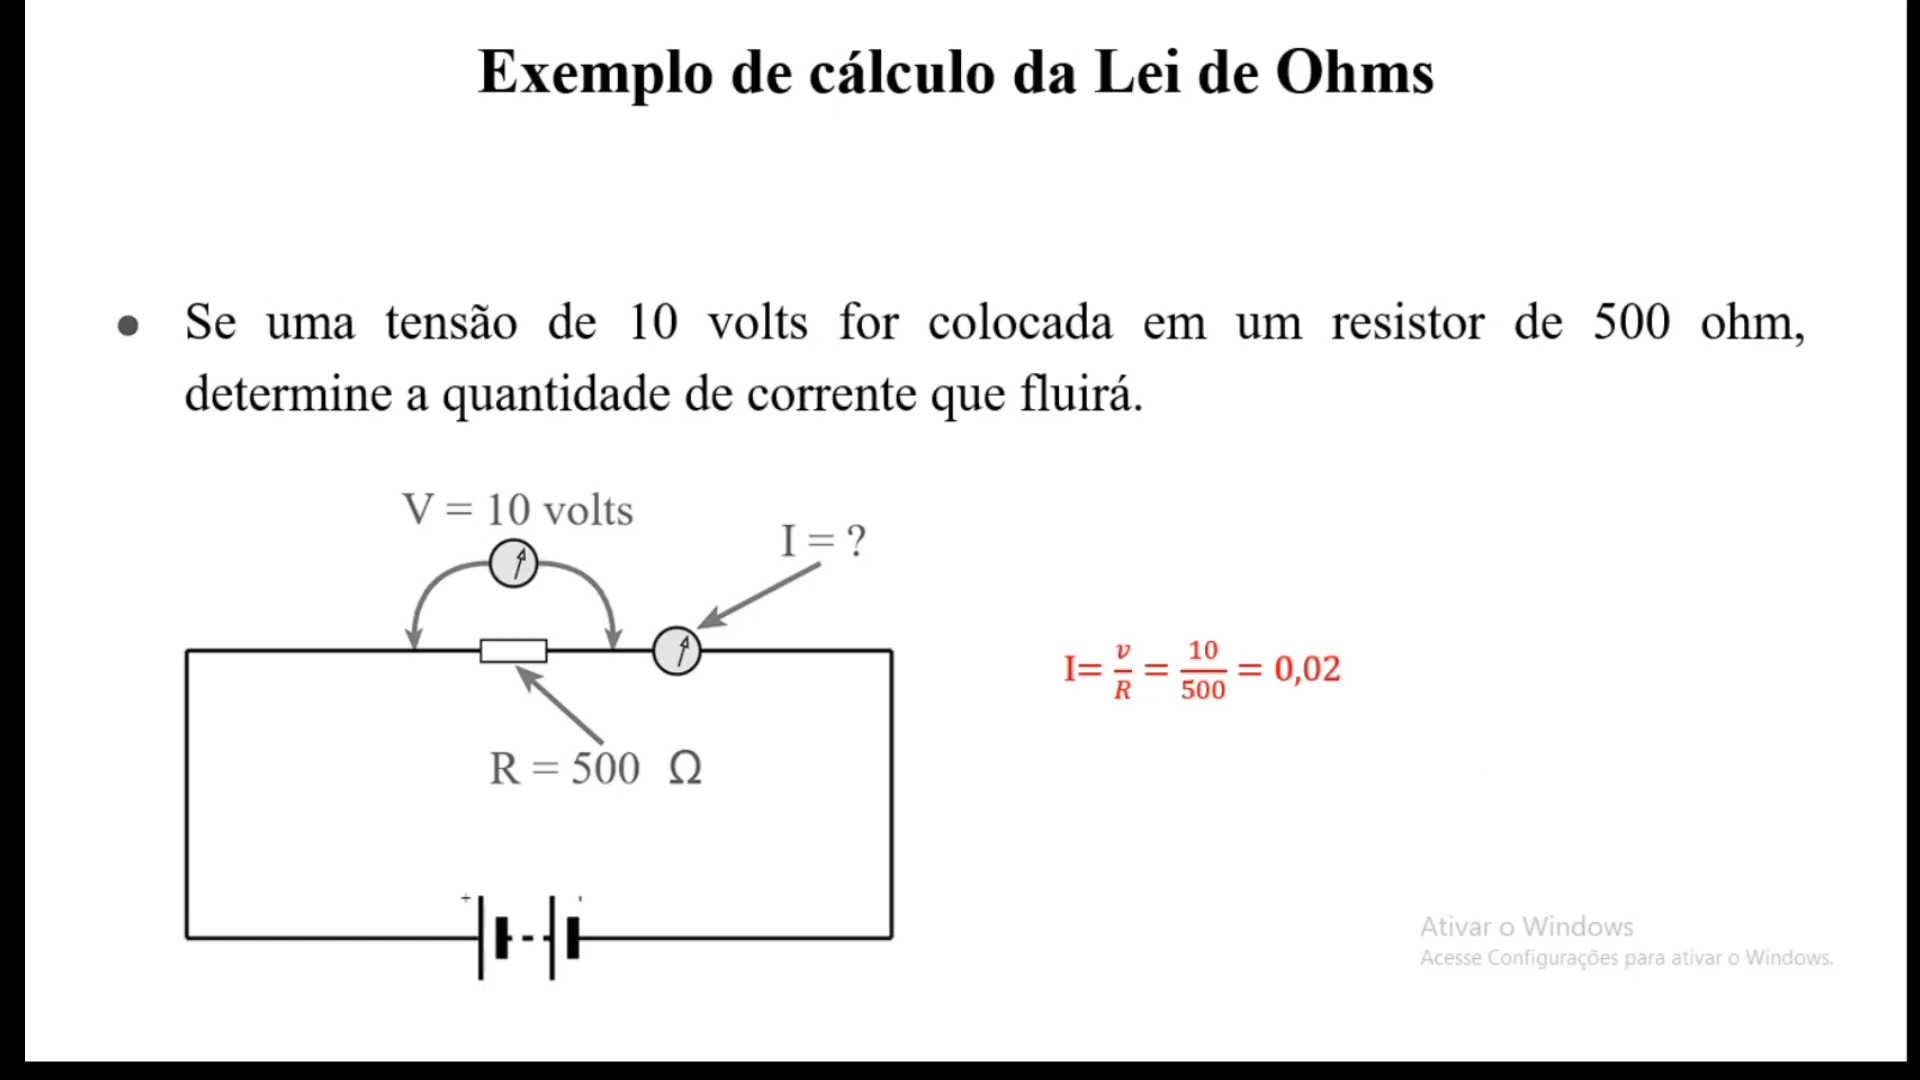 Exemplo de cálculo da Lei de Ohms
● Se uma tensão de 10 volts for colocada em um resistor de 500 ohm,
determine a quantidade de corrente que fluirá.
V = 10 volts
I = ?
I= v/R = 10/500 = 0,02
R = 500 Ω
+ -
Ativar o Windows
Acesse Configurações para ativar o Windows.